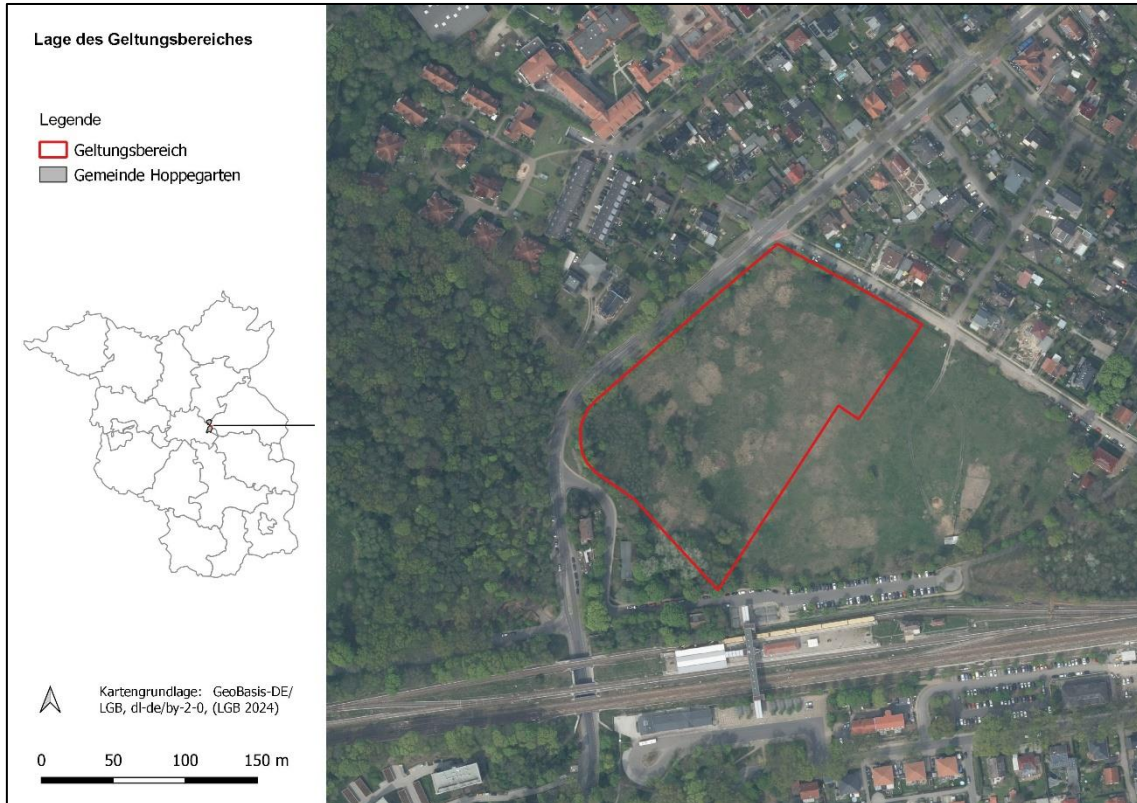 Lage des Geltungsbereiches
Legende
Geltungsbereich
Gemeinde Hoppegarten
Kartengrundlage: GeoBasis-DE/
LGB, dl-de/by-2-0, (LGB 2024)
0 50 100 150 m